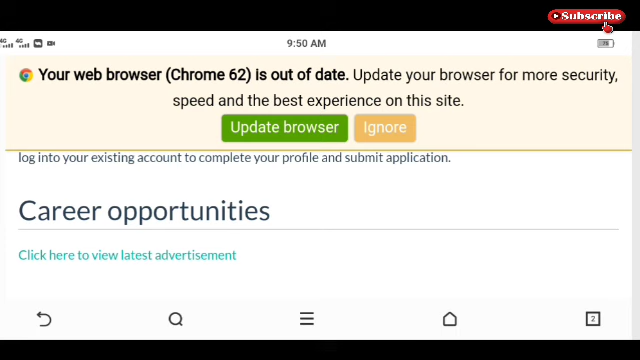 Subscribe
4G 4G 9:50 AM
Your web browser (Chrome 62) is out of date. Update your browser for more security,
speed and the best experience on this site.
Update browser Ignore
log into your existing account to complete your profile and submit application.
Career opportunities
Click here to view latest advertisement
2